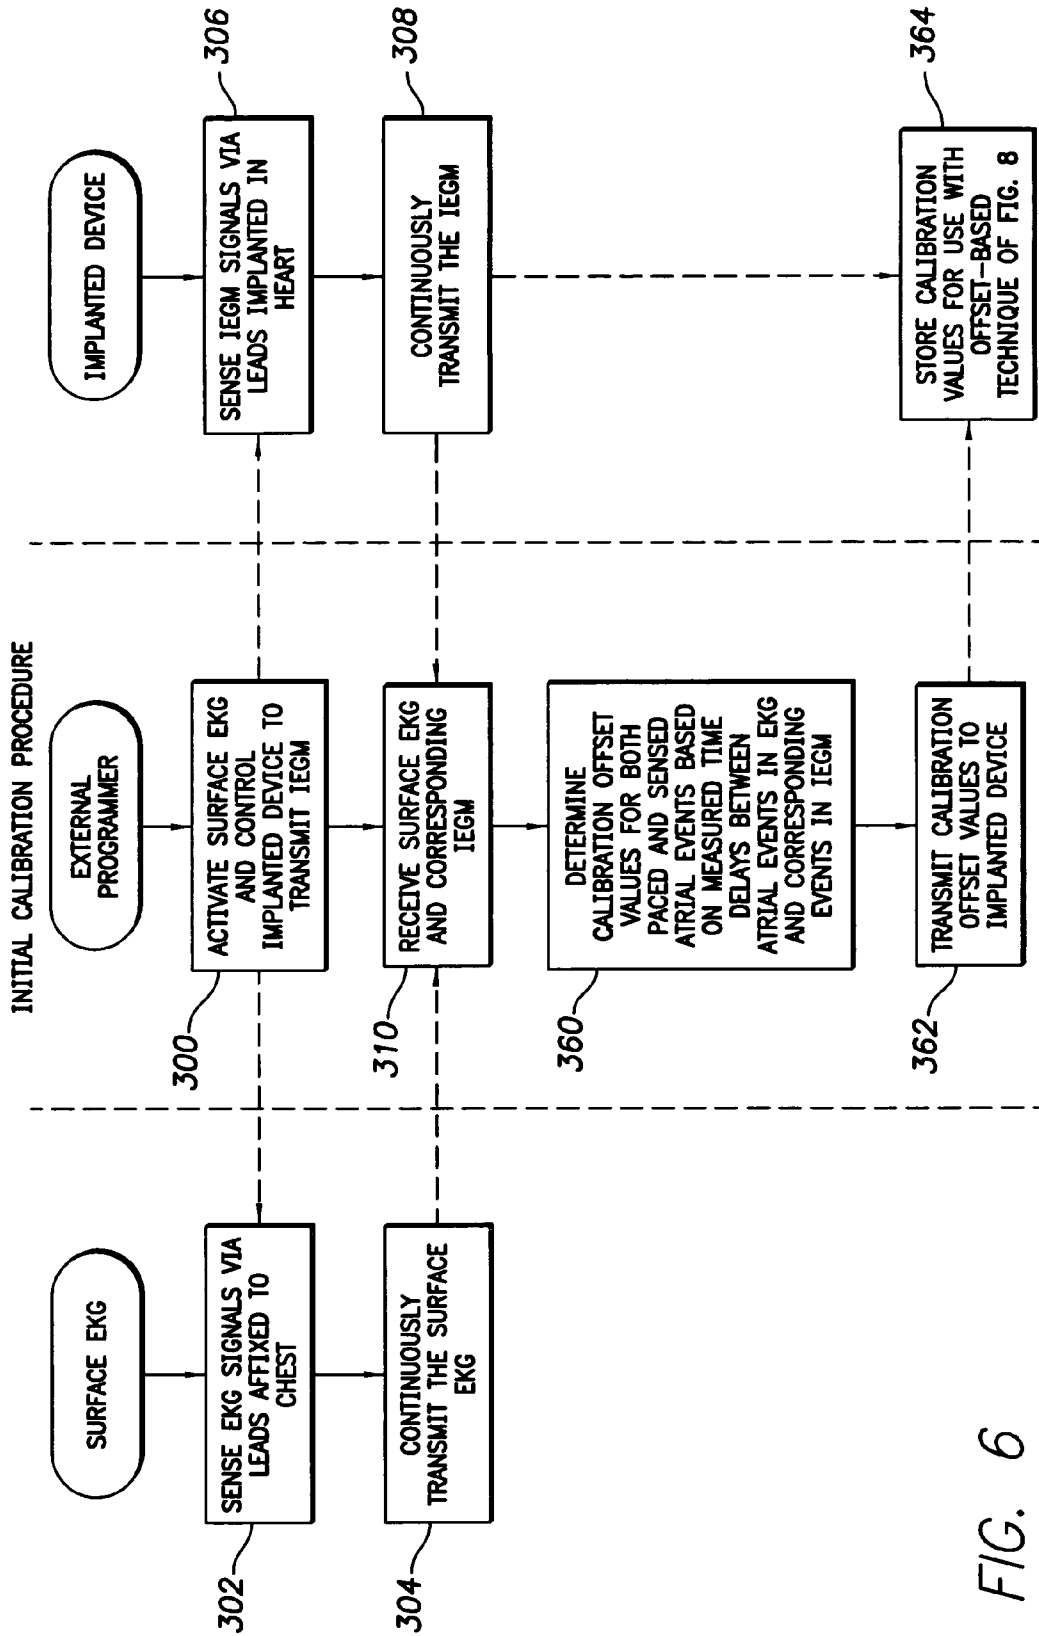 INITIAL CALIBRATION PROCEDURE
SURFACE EKG
EXTERNAL
PROGRAMMER
IMPLANTED DEVICE
302
SENSE EKG SIGNALS VIA
LEADS AFFIXED TO
CHEST
300
ACTIVATE SURFACE EKG
AND CONTROL
IMPLANTED DEVICE TO
TRANSMIT IEGM
306
SENSE IEGM SIGNALS VIA
LEADS IMPLANTED IN
HEART
304
CONTINUOUSLY
TRANSMIT THE SURFACE
EKG
310
RECEIVE SURFACE EKG
AND CORRESPONDING
IEGM
308
CONTINUOUSLY
TRANSMIT THE IEGM
360
DETERMINE
CALIBRATION OFFSET
VALUES FOR BOTH
PACED AND SENSED
ATRIAL EVENTS BASED
ON MEASURED TIME
DELAYS BETWEEN
ATRIAL EVENTS IN EKG
AND CORRESPONDING
EVENTS IN IEGM
362
TRANSMIT CALIBRATION
OFFSET VALUES TO
IMPLANTED DEVICE
364
STORE CALIBRATION
VALUES FOR USE WITH
OFFSET-BASED
TECHNIQUE OF FIG. 8
FIG. 6